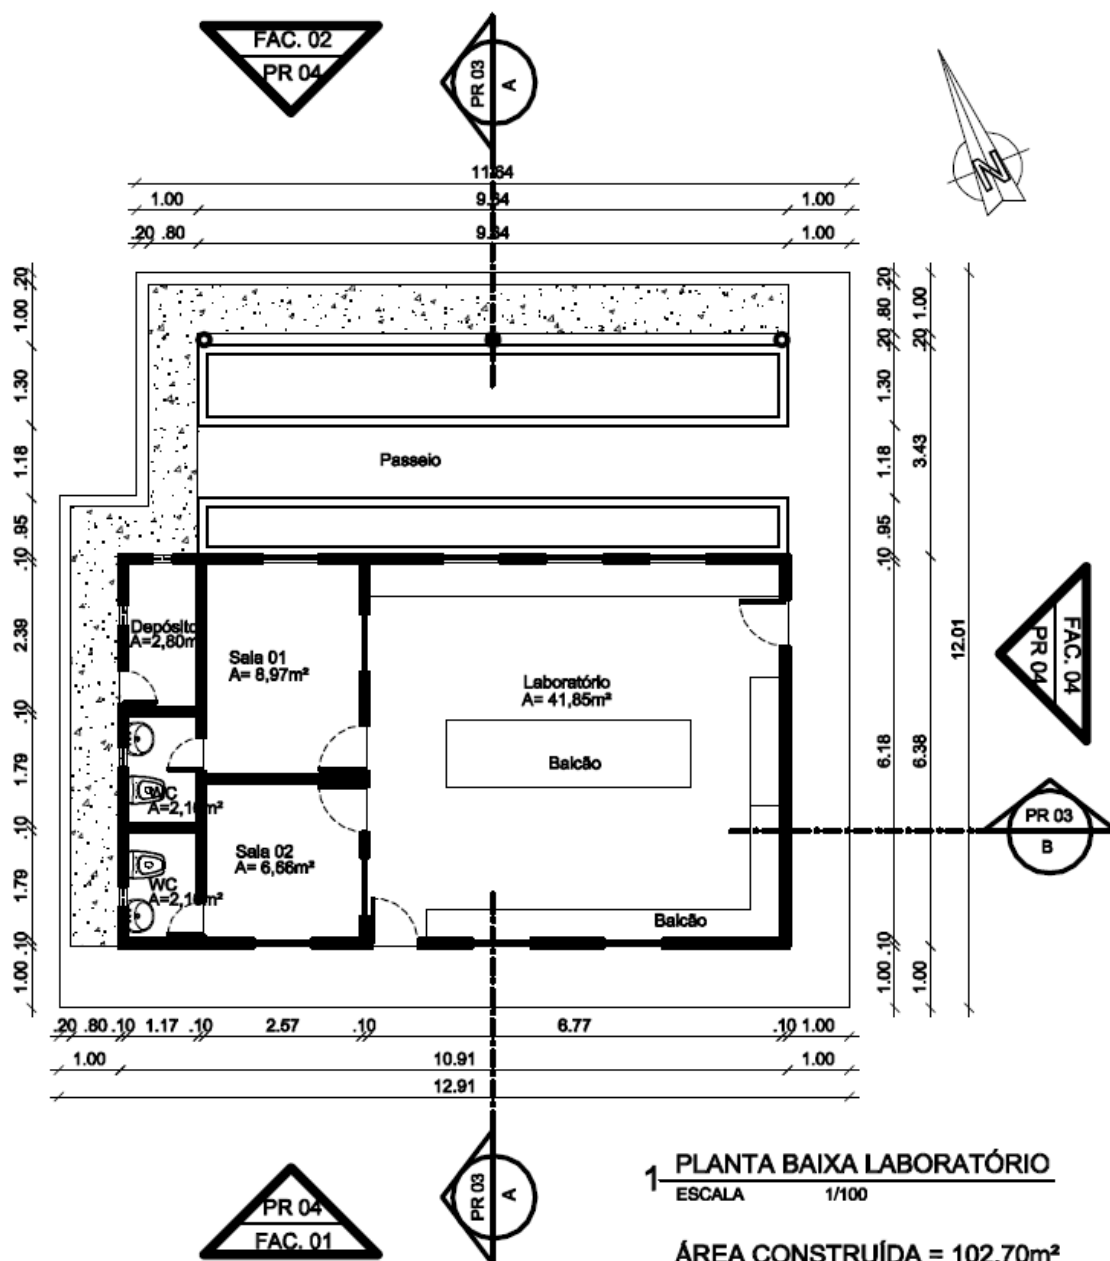 FAC. 02
PR 04
PR 03
A
N
11.64
1.00 9.64 1.00
.20 .80 9.64 1.00
.20
1.00
1.30
1.18
.95
.10
2.39
.10
1.79
.10
1.79
.10
1.00
.20
.80
.20
1.30
1.18
.95
.10
6.18
.10
1.00
1.00
.20
3.43
6.38
1.00
12.01
Passeio
Depósito
A=2,80m
Sala 01
A= 8,97m²
Laboratório
A= 41,85m²
Balcão
WC
Sala 02
A= 6,66m²
WC
Balcão
FAC. 04
PR 04
PR 03
B
.20 .80 .10 1.17 .10 2.57 .10 6.77 .10 1.00
1.00 10.91 1.00
12.91
PR 04
FAC. 01
PR 03
A
1 PLANTA BAIXA LABORATÓRIO
ESCALA 1/100
ÁREA CONSTRUÍDA = 102,70m²